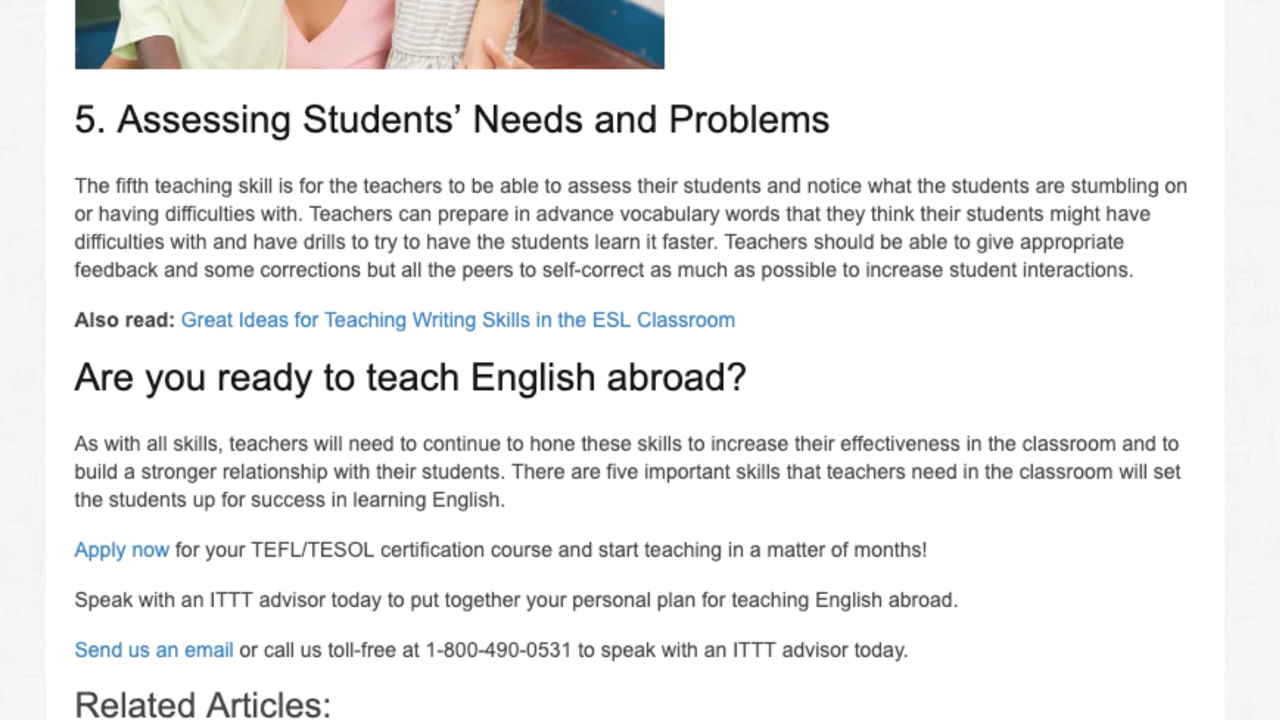 5. Assessing Students’ Needs and Problems
The fifth teaching skill is for the teachers to be able to assess their students and notice what the students are stumbling on
or having difficulties with. Teachers can prepare in advance vocabulary words that they think their students might have
difficulties with and have drills to try to have the students learn it faster. Teachers should be able to give appropriate
feedback and some corrections but all the peers to self-correct as much as possible to increase student interactions.
Also read: Great Ideas for Teaching Writing Skills in the ESL Classroom
Are you ready to teach English abroad?
As with all skills, teachers will need to continue to hone these skills to increase their effectiveness in the classroom and to
build a stronger relationship with their students. There are five important skills that teachers need in the classroom will set
the students up for success in learning English.
Apply now for your TEFL/TESOL certification course and start teaching in a matter of months!
Speak with an ITTT advisor today to put together your personal plan for teaching English abroad.
Send us an email or call us toll-free at 1-800-490-0531 to speak with an ITTT advisor today.
Related Articles: